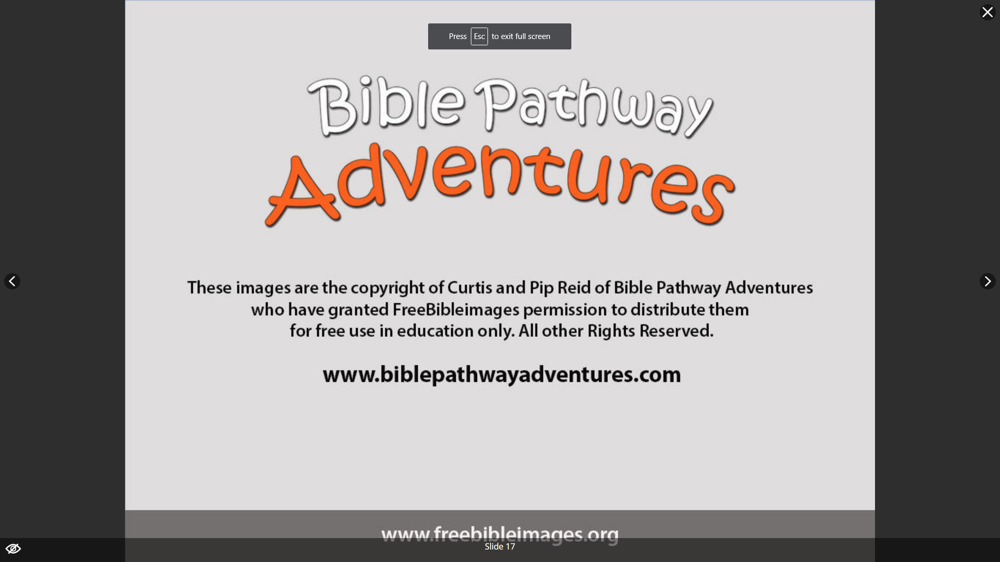 Press Esc to exit full screen
Bible Pathway
Adventures
These images are the copyright of Curtis and Pip Reid of Bible Pathway Adventures
who have granted FreeBibleimages permission to distribute them
for free use in education only. All other Rights Reserved.
www.biblepathwayadventures.com
www.freebibleimages.org
Slide 17